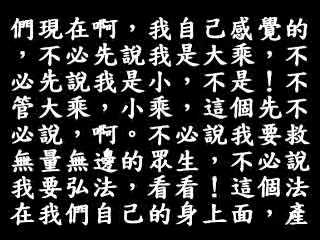 們現在啊，我自己感覺的
，不必先說我是大乘，不
必先說我是小，不是！不
管大乘，小乘，這個先不
必說，啊。不必說我要救
無量無邊的眾生，不必說
我要弘法，看看！這個法
在我們自己的身上面，產